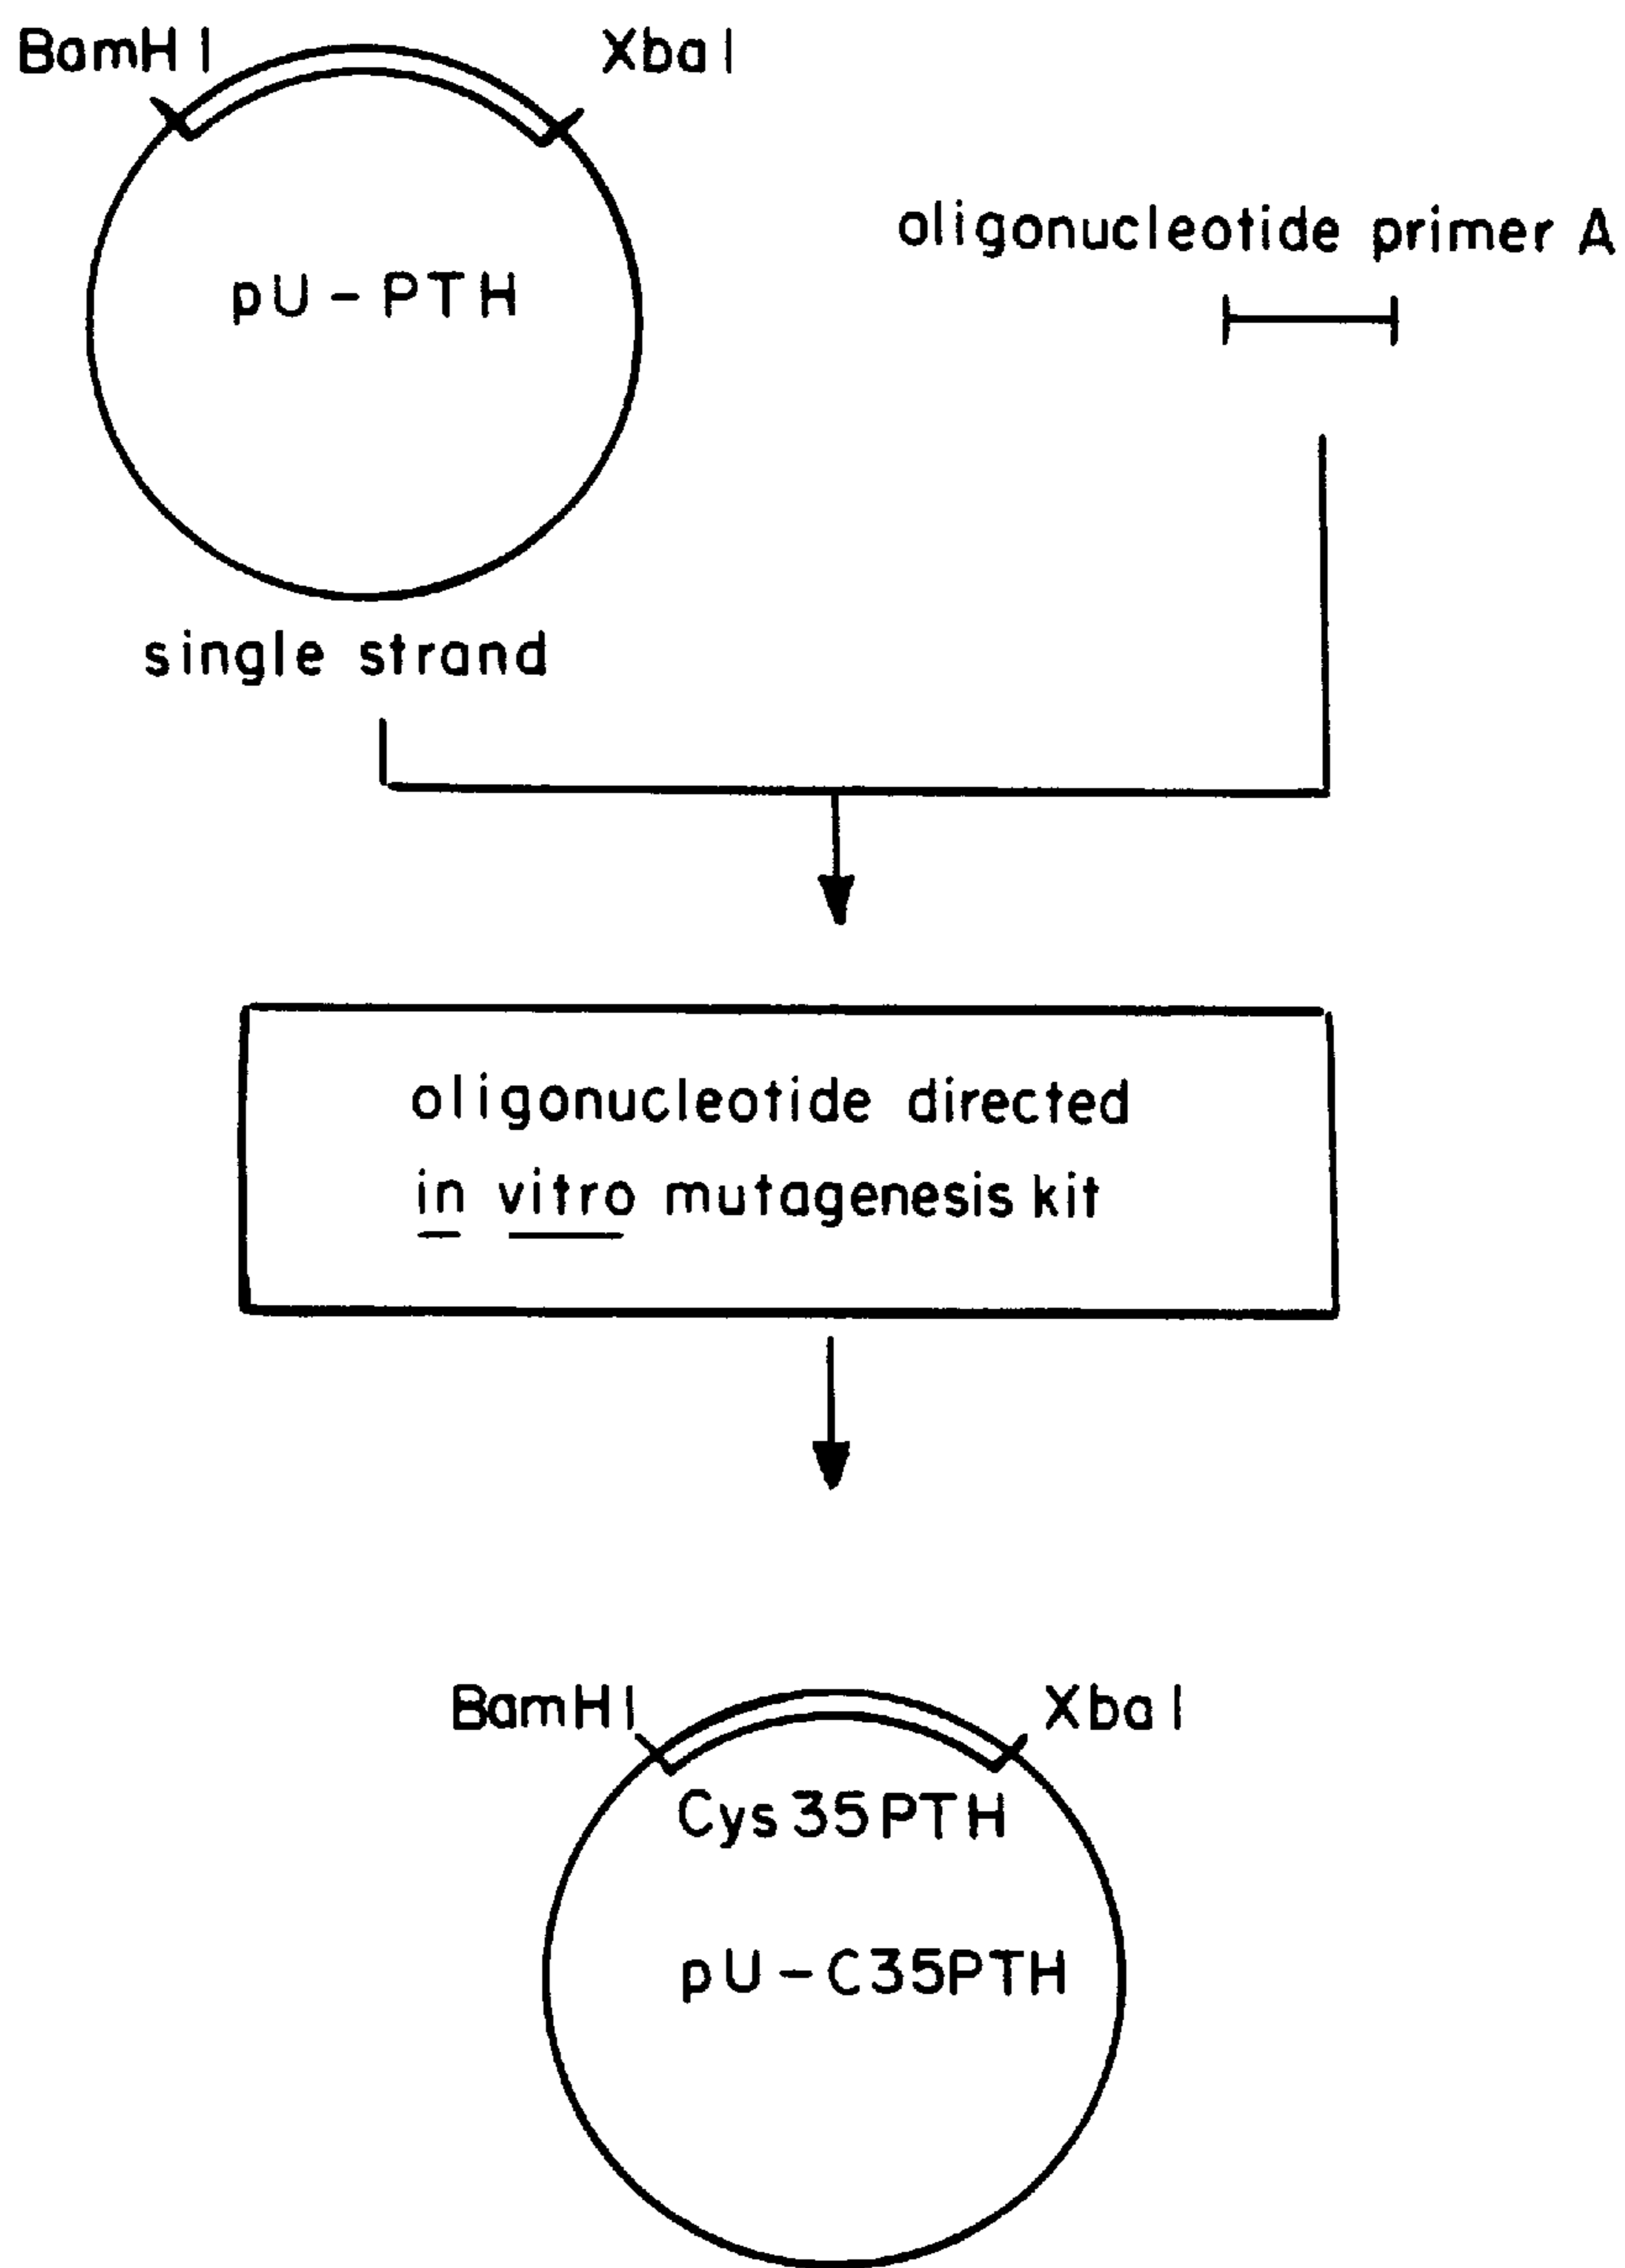 BamH I
Xba I
pU-PTH
oligonucleotide primer A
single strand
oligonucleotide directed
in vitro mutagenesis kit
BamH I
Xba I
Cys 35 PTH
pU-C35PTH